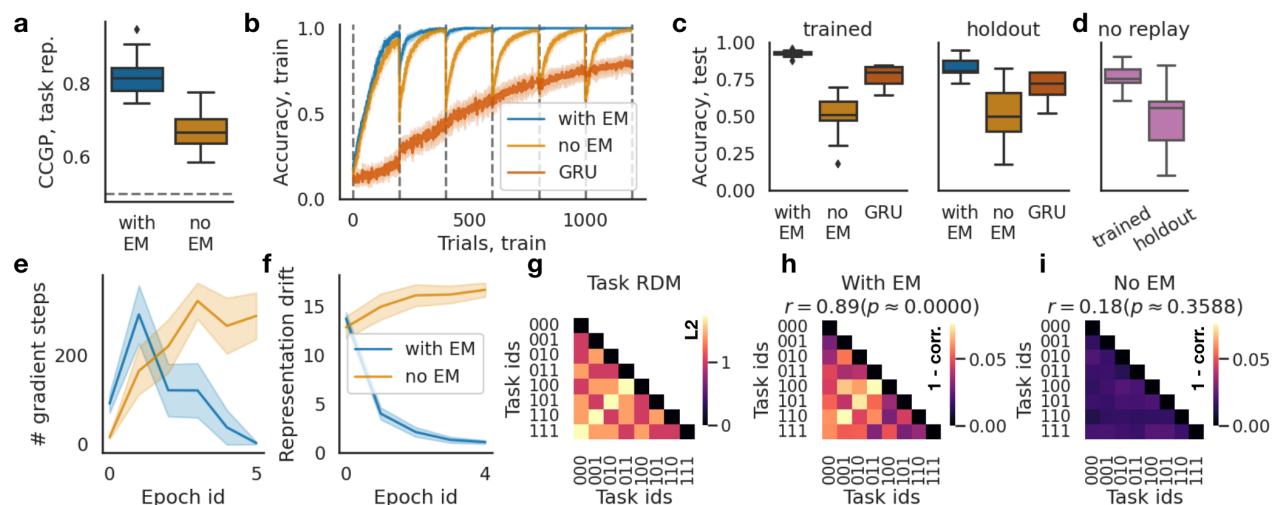 a
CCGP, task rep.
0.8
0.6
with
EM
no
EM
b
Accuracy, train
1.0
0.5
0.0
0
500
1000
Trials, train
with EM
no EM
GRU
c
Accuracy, test
1.00
0.75
0.50
0.25
0.00
trained
with
EM
no
EM
GRU
holdout
with
EM
no
EM
GRU
d
no replay
trained
holdout
e
# gradient steps
200
0
0
5
Epoch id
f
Representation drift
15
10
5
0
0
4
Epoch id
with EM
no EM
g
Task RDM
Task ids
000
001
010
011
100
101
110
111
000
001
010
011
100
101
110
111
Task ids
L2
1
0
h
With EM
r = 0.89(p ≈ 0.0000)
Task ids
000
001
010
011
100
101
110
111
000
001
010
011
100
101
110
111
Task ids
1 - corr.
0.05
0.00
i
No EM
r = 0.18(p ≈ 0.3588)
Task ids
000
001
010
011
100
101
110
111
000
001
010
011
100
101
110
111
Task ids
1 - corr.
0.05
0.00